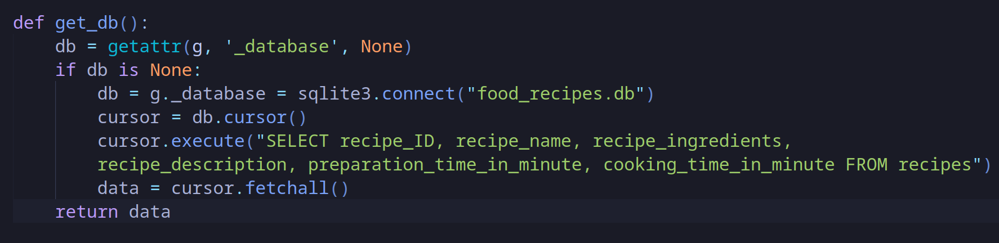 def get_db():
    db = getattr(g, '_database', None)
    if db is None:
        db = g._database = sqlite3.connect("food_recipes.db")
        cursor = db.cursor()
        cursor.execute("SELECT recipe_ID, recipe_name, recipe_ingredients,
        recipe_description, preparation_time_in_minute, cooking_time_in_minute FROM recipes")
        data = cursor.fetchall()
    return data